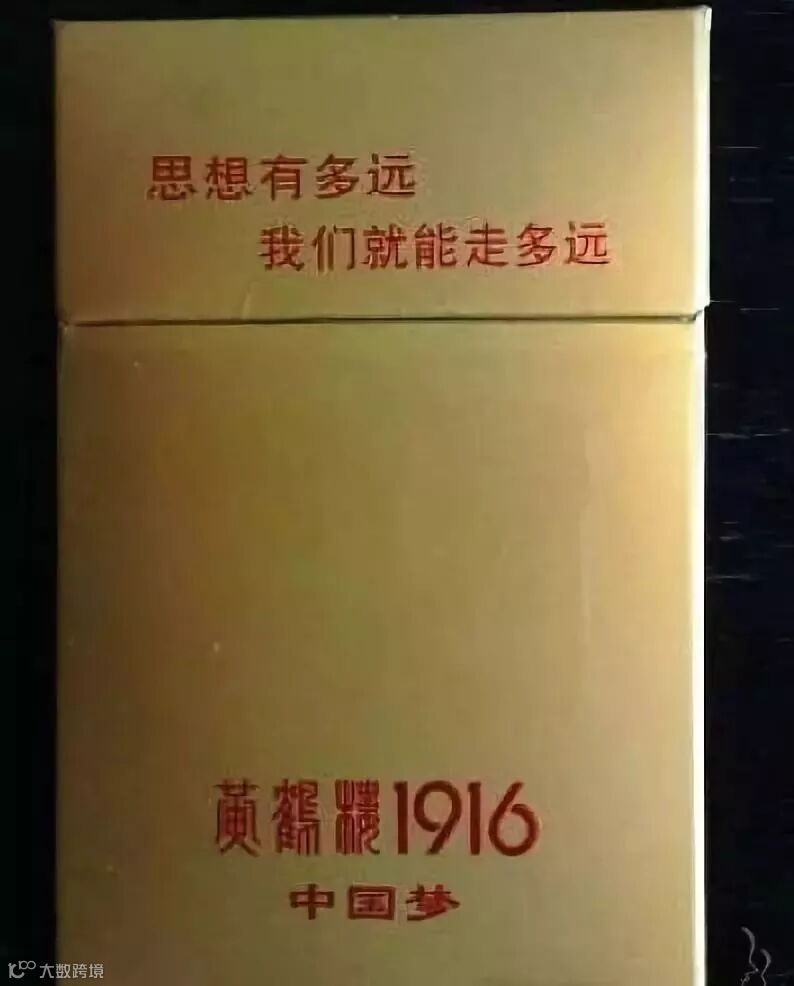 思想有多远
我们就能走多远
黄鹤楼1916
中国梦
大数跨境